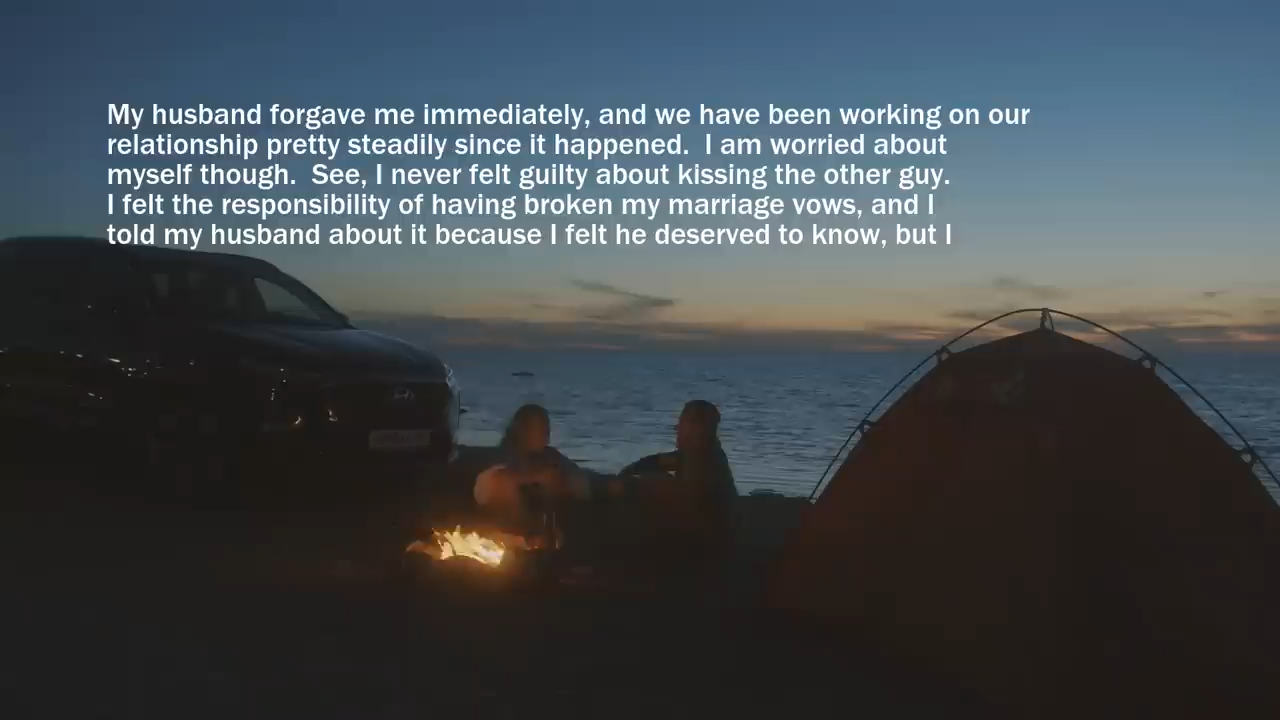 My husband forgave me immediately, and we have been working on our
relationship pretty steadily since it happened.  I am worried about
myself though.  See, I never felt guilty about kissing the other guy.
I felt the responsibility of having broken my marriage vows, and I
told my husband about it because I felt he deserved to know, but I